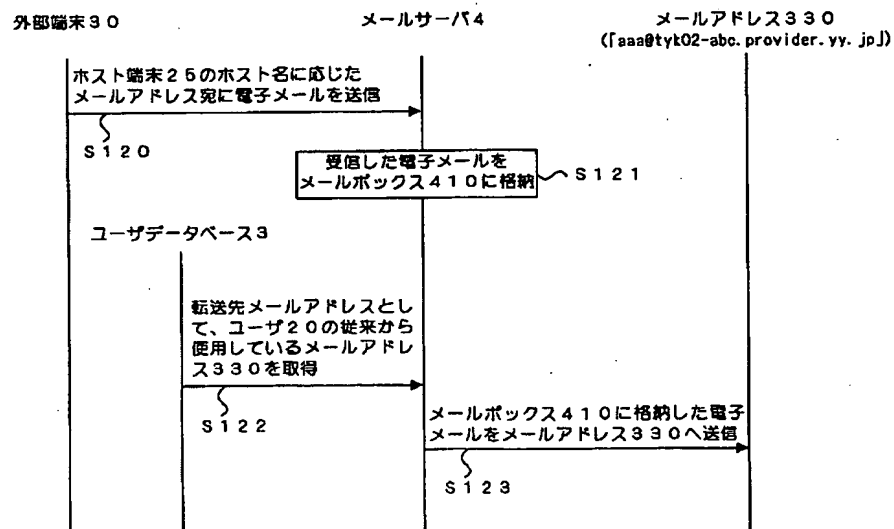 外部端末30
メールサーバ4
メールアドレス330
(「aaa@tyk02-abc.provider.yy.jp」)
ホスト端末25のホスト名に応じた
メールアドレス宛に電子メールを送信
S120
受信した電子メールを
メールボックス410に格納
S121
ユーザデータベース3
転送先メールアドレスとし
て、ユーザ20の従来から
使用しているメールアドレ
ス330を取得
S122
メールボックス410に格納した電子
メールをメールアドレス330へ送信
S123